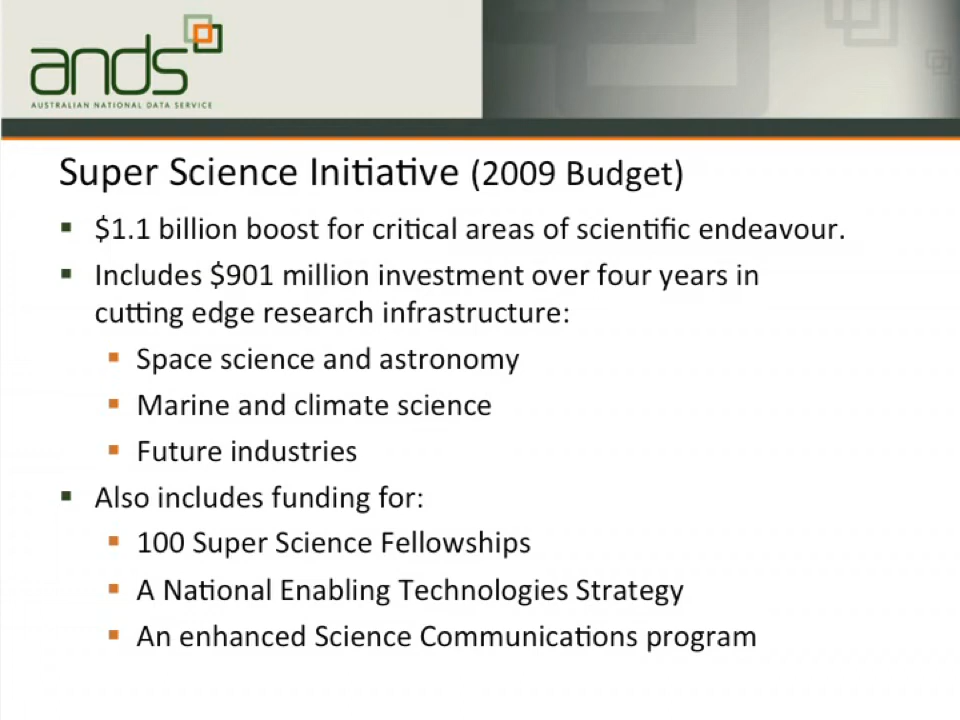 ands
AUSTRALIAN NATIONAL DATA SERVICE
Super Science Initiative (2009 Budget)
$1.1 billion boost for critical areas of scientific endeavour.
Includes $901 million investment over four years in
cutting edge research infrastructure:
Space science and astronomy
Marine and climate science
Future industries
Also includes funding for:
100 Super Science Fellowships
A National Enabling Technologies Strategy
An enhanced Science Communications program